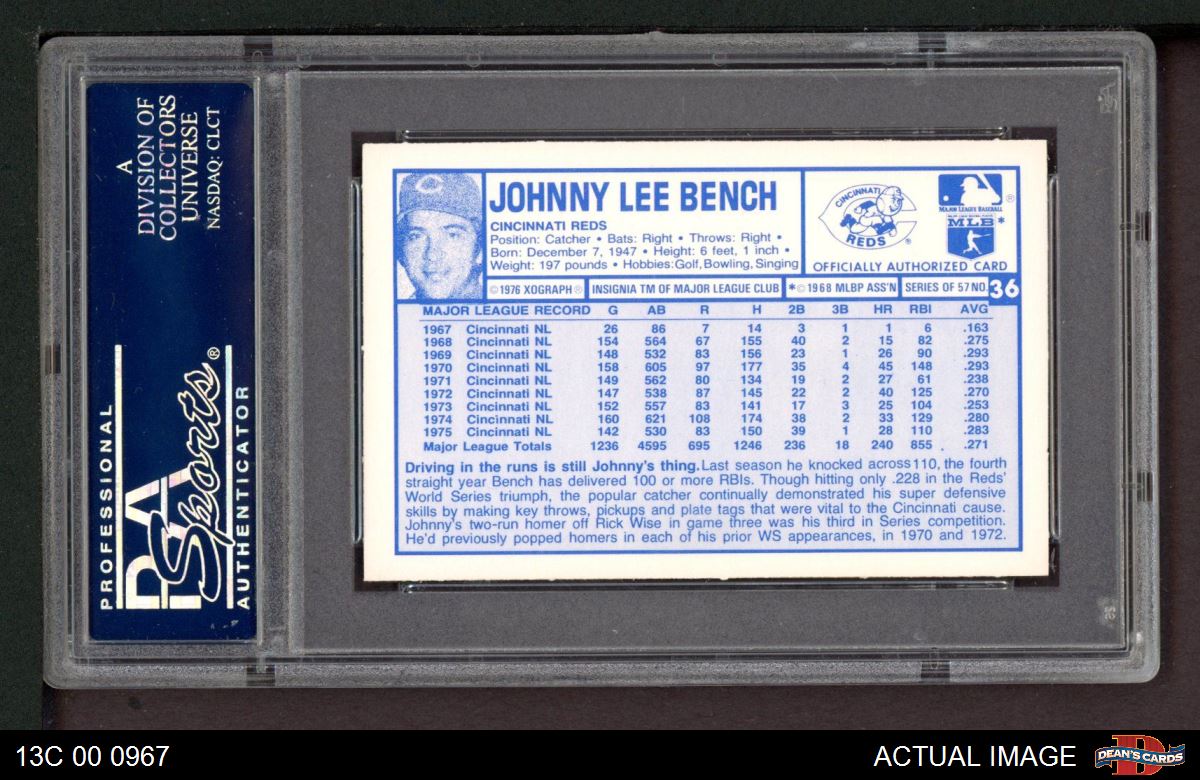 A
DIVISION OF
COLLECTORS
UNIVERSE
NASDAQ: CLCT
PROFESSIONAL
PSA
Sports®
AUTHENTICATOR
JOHNNY LEE BENCH
CINCINNATI REDS
Position: Catcher • Bats: Right • Throws: Right •
Born: December 7, 1947 • Height: 6 feet, 1 inch •
Weight: 197 pounds • Hobbies:Golf, Bowling, Singing
CINCINNATI
REDS
®
MAJOR LEAGUE BASEBALL
®
MAJOR LEAGUE BASEBALL PLAYERS
MLB*
OFFICIALLY AUTHORIZED CARD
©1976 XOGRAPH® INSIGNIA TM OF MAJOR LEAGUE CLUB *©1968 MLBP ASS'N SERIES OF 57 NO. 36
MAJOR LEAGUE RECORD G AB R H 2B 3B HR RBI AVG
1967 Cincinnati NL 26 86 7 14 3 1 1 6 .163
1968 Cincinnati NL 154 564 67 155 40 2 15 82 .275
1969 Cincinnati NL 148 532 83 156 23 1 26 90 .293
1970 Cincinnati NL 158 605 97 177 35 4 45 148 .293
1971 Cincinnati NL 149 562 80 134 19 2 27 61 .238
1972 Cincinnati NL 147 538 87 145 22 2 40 125 .270
1973 Cincinnati NL 152 557 83 141 17 3 25 104 .253
1974 Cincinnati NL 160 621 108 174 38 2 33 129 .280
1975 Cincinnati NL 142 530 83 150 39 1 28 110 .283
Major League Totals 1236 4595 695 1246 236 18 240 855 .271
Driving in the runs is still Johnny's thing. Last season he knocked across 110, the fourth
straight year Bench has delivered 100 or more RBIs. Though hitting only .228 in the Reds'
World Series triumph, the popular catcher continually demonstrated his super defensive
skills by making key throws, pickups and plate tags that were vital to the Cincinnati cause.
Johnny's two-run homer off Rick Wise in game three was his third in Series competition.
He'd previously popped homers in each of his prior WS appearances, in 1970 and 1972.
13C 00 0967
ACTUAL IMAGE
DEAN'S CARDS